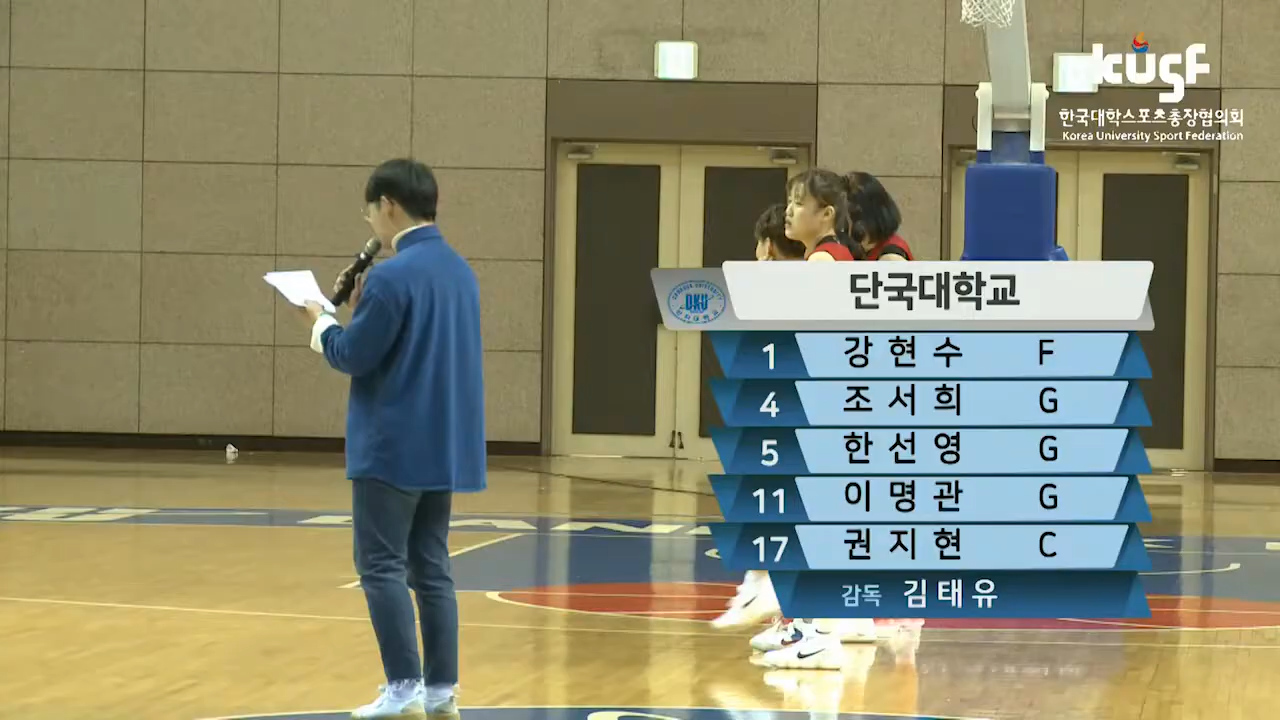 kusf
한국대학스포츠총장협의회
Korea University Sport Federation
단국대학교
DKU
1 강현수 F
4 조서희 G
5 한선영 G
11 이명관 G
17 권지현 C
감독 김태유